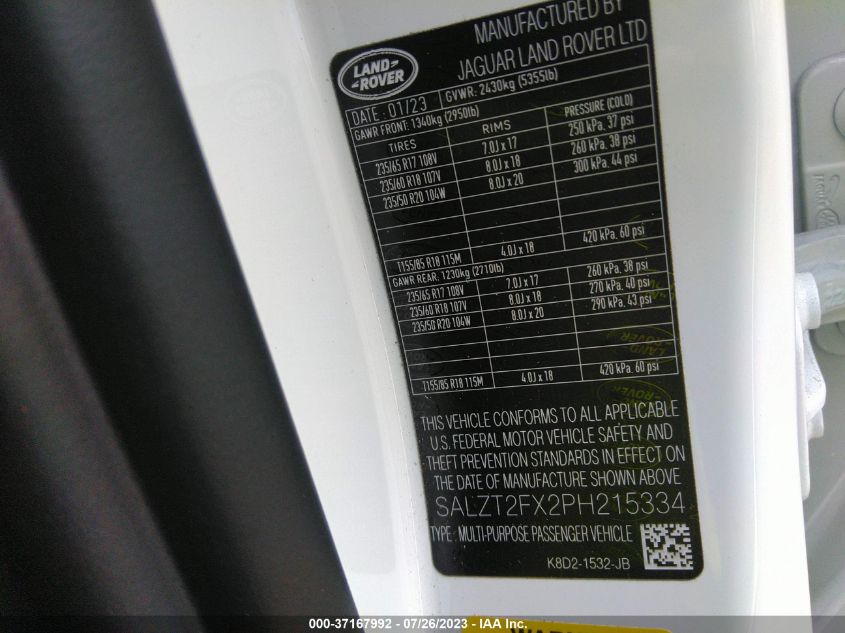 MANUFACTURED BY
JAGUAR LAND ROVER LTD
LAND ROVER
DATE : 01/23 GVWR: 2430kg (5355lb)
GAWR FRONT: 1340kg (2950lb)
TIRES RIMS PRESSURE (COLD)
235/65 R17 108V 7.0J x 17 250 kPa. 37 psi
235/60 R18 107V 8.0J x 18 260 kPa. 38 psi
235/50 R20 104W 8.0J x 20 300 kPa. 44 psi
T155/85 R18 115M 4.0J x 18 420 kPa. 60 psi
GAWR REAR: 1230kg (2710lb)
235/65 R17 108V 7.0J x 17 260 kPa. 38 psi
235/60 R18 107V 8.0J x 18 270 kPa. 40 psi
235/50 R20 104W 8.0J x 20 290 kPa. 43 psi
T155/85 R18 115M 4.0J x 18 420 kPa. 60 psi
THIS VEHICLE CONFORMS TO ALL APPLICABLE
U.S. FEDERAL MOTOR VEHICLE SAFETY AND
THEFT PREVENTION STANDARDS IN EFFECT ON
THE DATE OF MANUFACTURE SHOWN ABOVE
SALZT2FX2PH215334
TYPE : MULTI-PURPOSE PASSENGER VEHICLE
K8D2-1532-JB
000-37167992 - 07/26/2023 - IAA Inc.